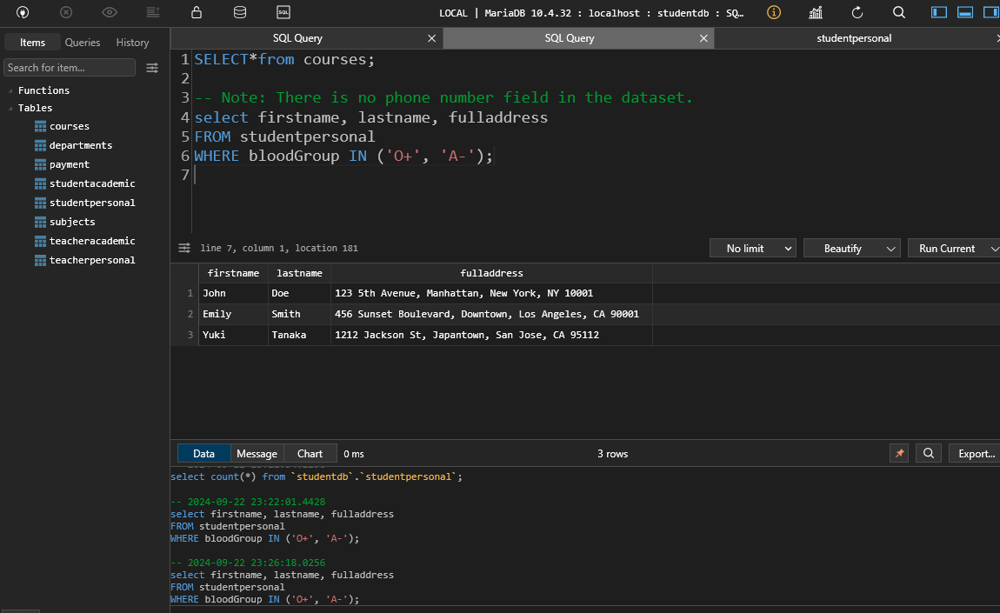 SQL
LOCAL | MariaDB 10.4.32 : localhost : studentdb : SQ...
Items Queries History
Search for item...
Functions
Tables
courses
departments
payment
studentacademic
studentpersonal
subjects
teacheracademic
teacherpersonal
SQL Query SQL Query studentpersonal
1 SELECT*from courses;
2
3 -- Note: There is no phone number field in the dataset.
4 select firstname, lastname, fulladdress
5 FROM studentpersonal
6 WHERE bloodGroup IN ('O+', 'A-');
7
line 7, column 1, location 181
No limit Beautify Run Current
firstname lastname fulladdress
1 John Doe 123 5th Avenue, Manhattan, New York, NY 10001
2 Emily Smith 456 Sunset Boulevard, Downtown, Los Angeles, CA 90001
3 Yuki Tanaka 1212 Jackson St, Japantown, San Jose, CA 95112
Data Message Chart 0 ms 3 rows Export...
select count(*) from `studentdb`.`studentpersonal`;
-- 2024-09-22 23:22:01.4428
select firstname, lastname, fulladdress
FROM studentpersonal
WHERE bloodGroup IN ('O+', 'A-');
-- 2024-09-22 23:26:18.0256
select firstname, lastname, fulladdress
FROM studentpersonal
WHERE bloodGroup IN ('O+', 'A-');